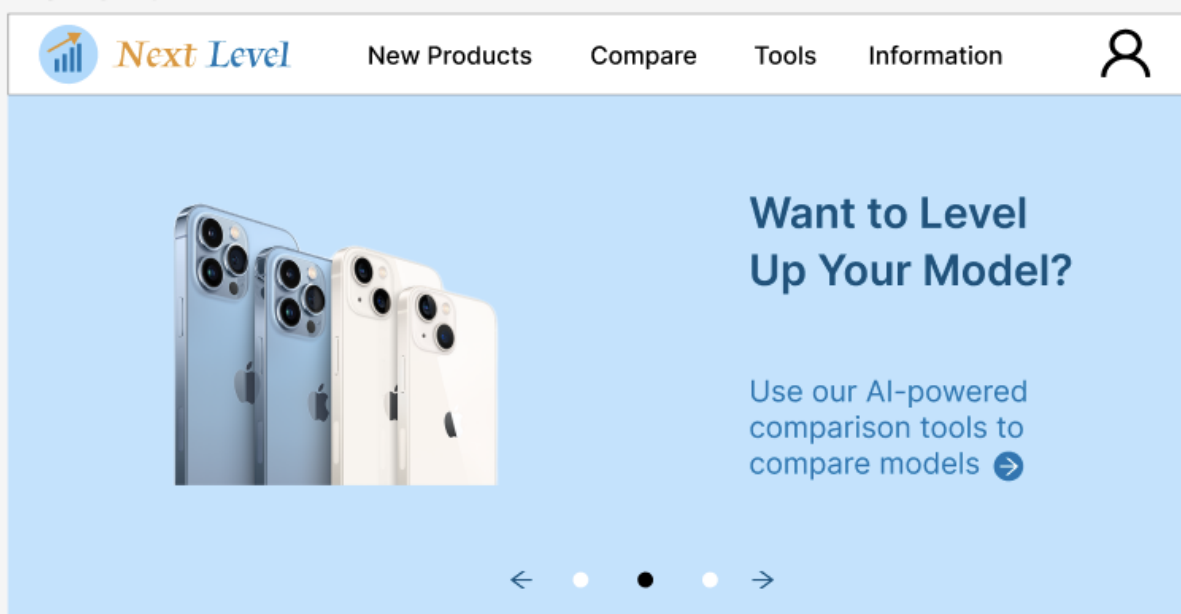 Next Level
New Products
Compare
Tools
Information
Want to Level
Up Your Model?
Use our AI-powered
comparison tools to
compare models